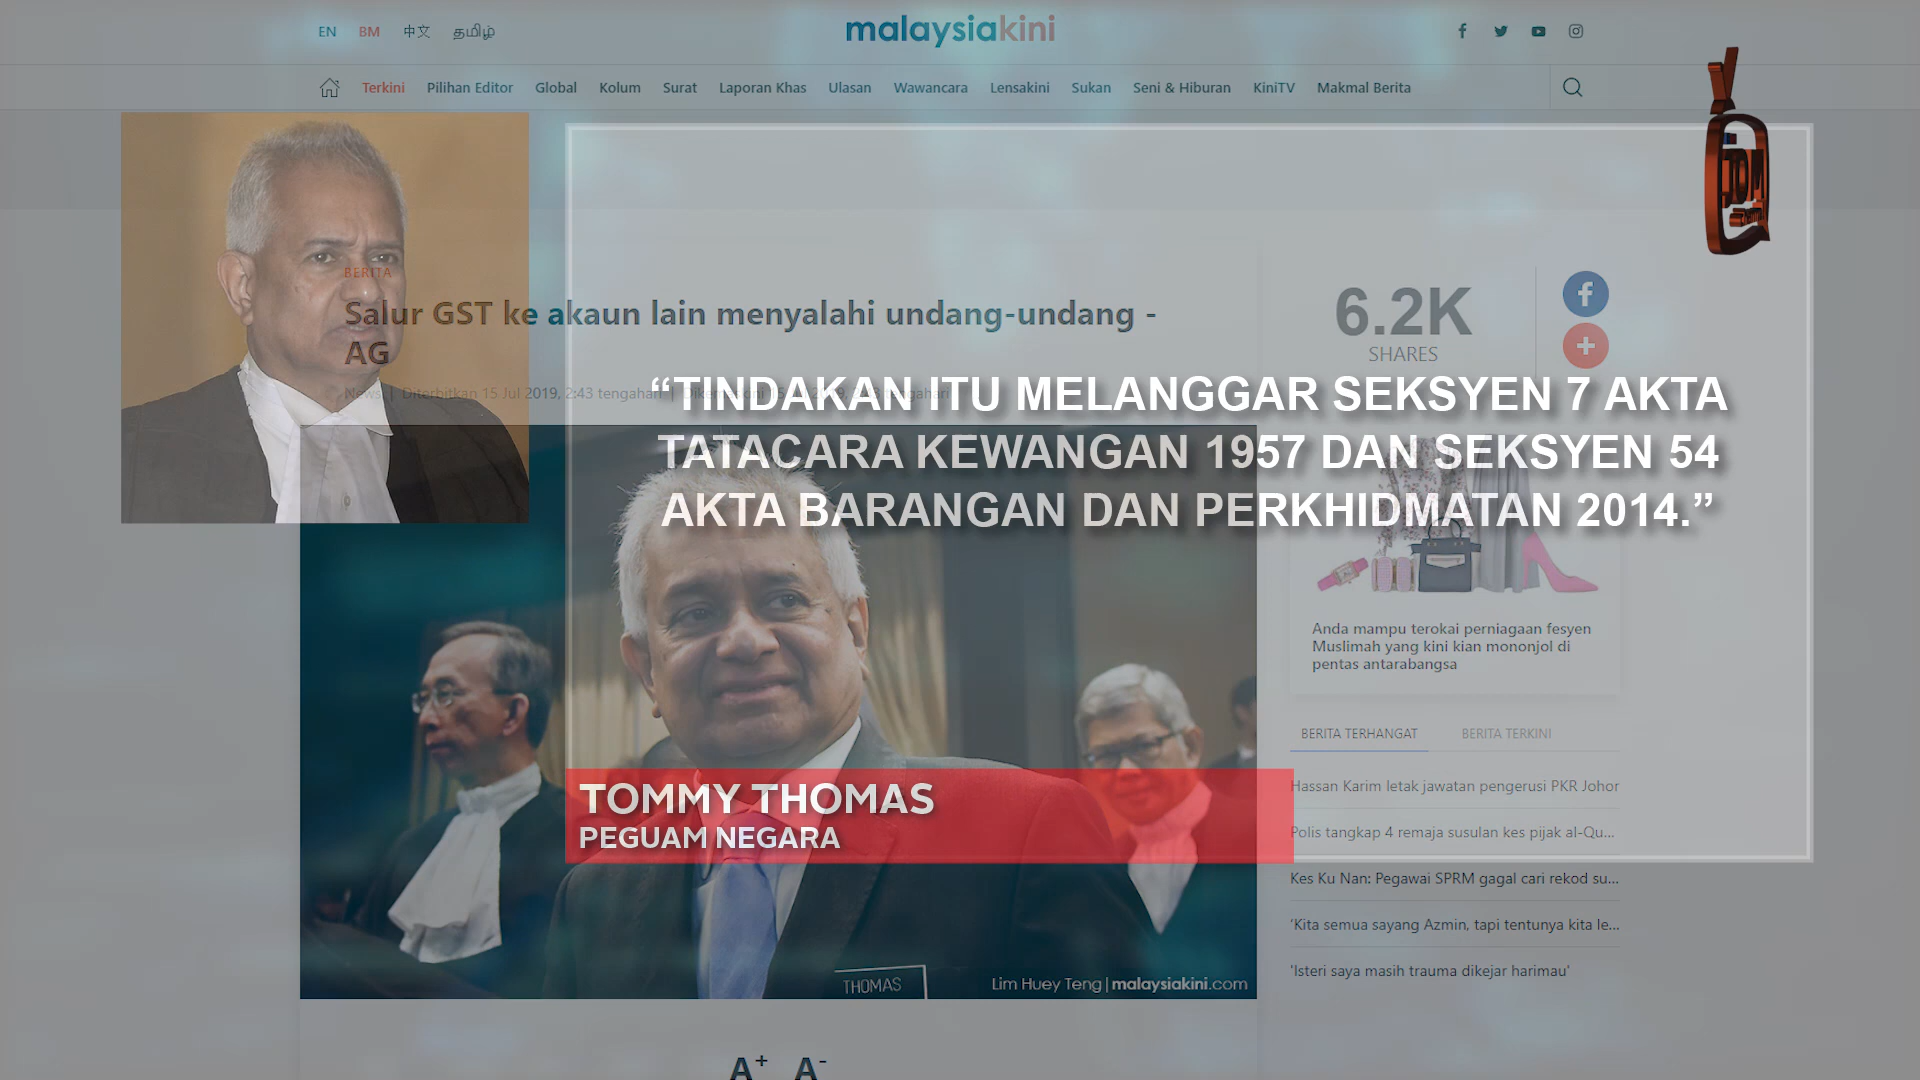 EN BM 中文 தமிழ்
malaysiakini
Terkini Pilihan Editor Global Kolum Surat Laporan Khas Ulasan Wawancara Lensakini Sukan Seni & Hiburan KiniTV Makmal Berita
BERITA
Salur GST ke akaun lain menyalahi undang-undang -
AG
News | Diterbitkan 15 Jul 2019, 2:43 tengahari |
6.2K
SHARES
“TINDAKAN ITU MELANGGAR SEKSYEN 7 AKTA
TATACARA KEWANGAN 1957 DAN SEKSYEN 54
AKTA BARANGAN DAN PERKHIDMATAN 2014.”
Anda mampu terokai perniagaan fesyen
Muslimah yang kini kian mononjol di
pentas antarabangsa
BERITA TERHANGAT BERITA TERKINI
Hassan Karim letak jawatan pengerusi PKR Johor
Polis tangkap 4 remaja susulan kes pijak al-Qu...
Kes Ku Nan: Pegawai SPRM gagal cari rekod su...
'Kita semua sayang Azmin, tapi tentunya kita le...
'Isteri saya masih trauma dikejar harimau'
TOMMY THOMAS
PEGUAM NEGARA
THOMAS
Lim Huey Teng | malaysiakini.com
A+ A-